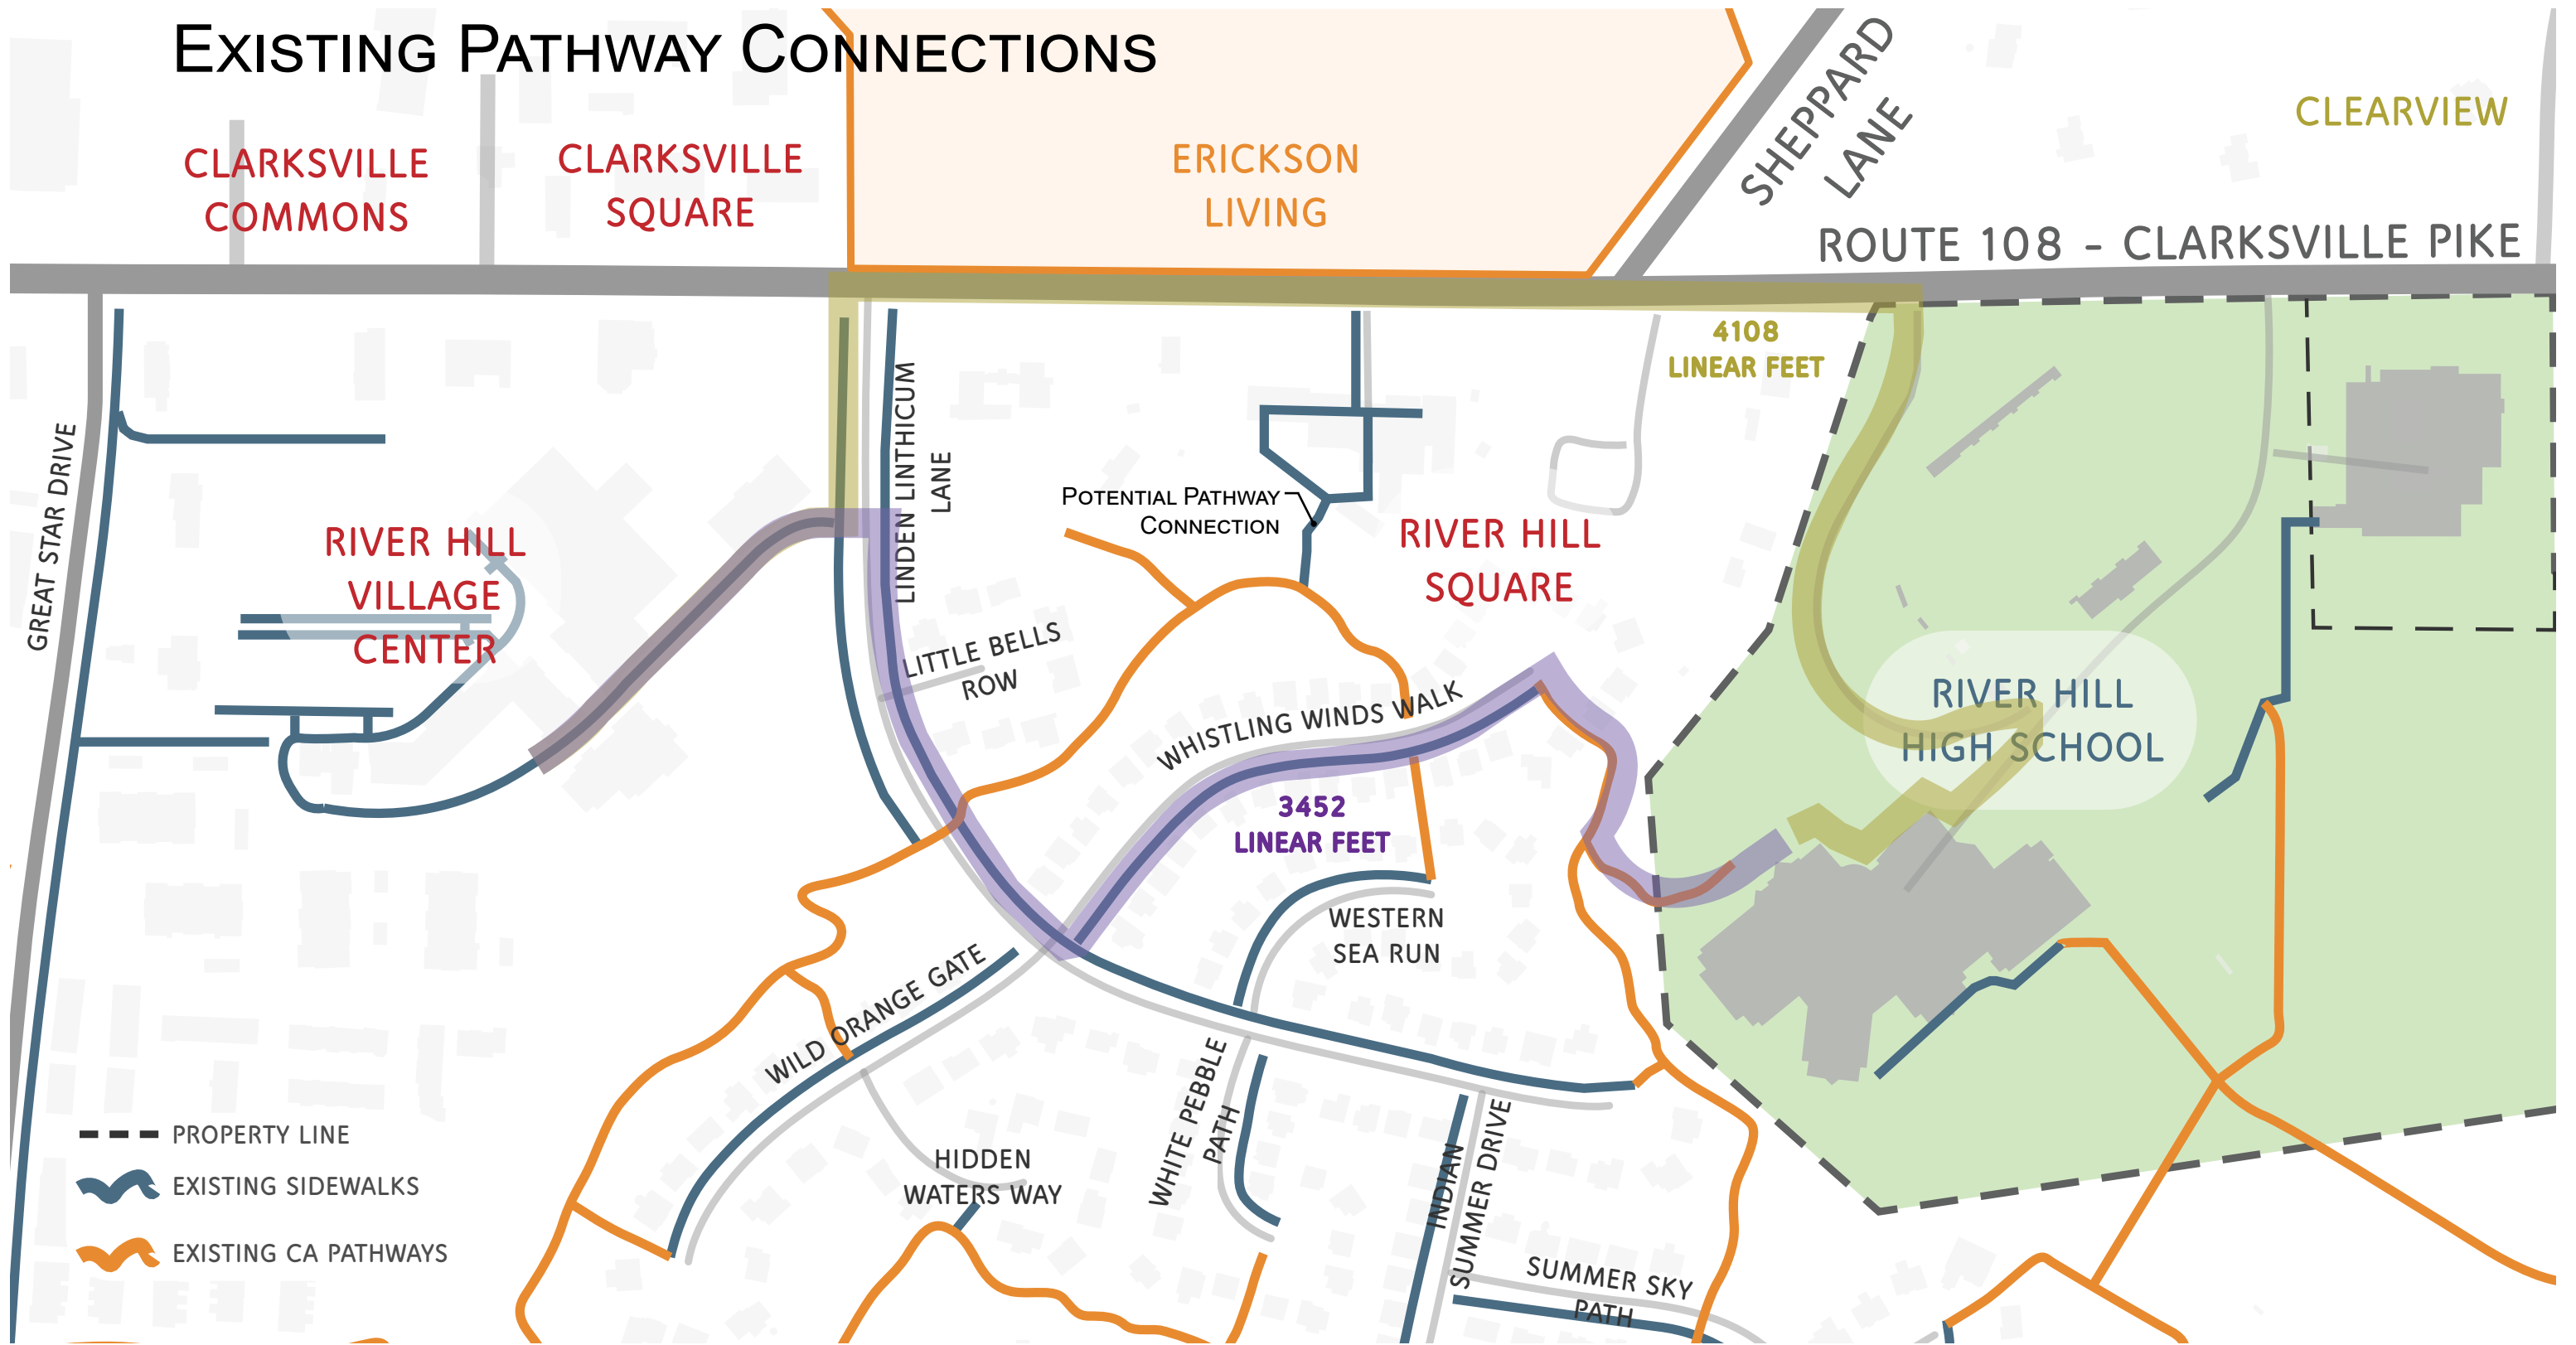 EXISTING PATHWAY CONNECTIONS
CLARKSVILLE
COMMONS
CLARKSVILLE
SQUARE
ERICKSON
LIVING
SHEPPARD
LANE
CLEARVIEW
ROUTE 108 - CLARKSVILLE PIKE
4108
LINEAR FEET
GREAT STAR DRIVE
LINDEN LINTHICUM
LANE
POTENTIAL PATHWAY
CONNECTION
RIVER HILL
VILLAGE
CENTER
RIVER HILL
SQUARE
LITTLE BELLS
ROW
WHISTLING WINDS WALK
RIVER HILL
HIGH SCHOOL
3452
LINEAR FEET
WESTERN
SEA RUN
WILD ORANGE GATE
WHITE PEBBLE
PATH
HIDDEN
WATERS WAY
INDIAN
SUMMER DRIVE
SUMMER SKY
PATH
PROPERTY LINE
EXISTING SIDEWALKS
EXISTING CA PATHWAYS